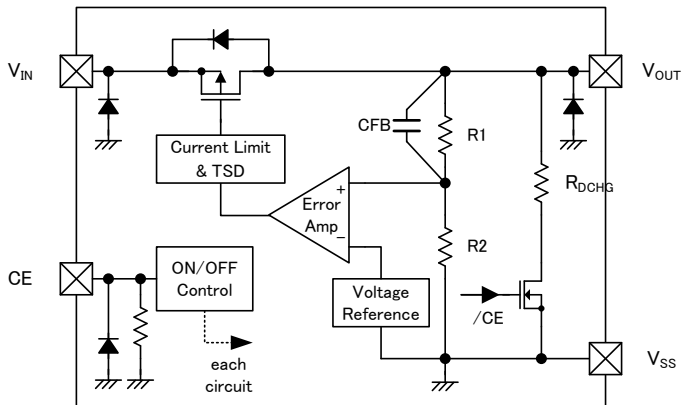 VIN
VOUT
CFB
R1
Current Limit
& TSD
RDCHG
+
Error
Amp
−
R2
CE
ON/OFF
Control
Voltage
Reference
/CE
each
circuit
VSS